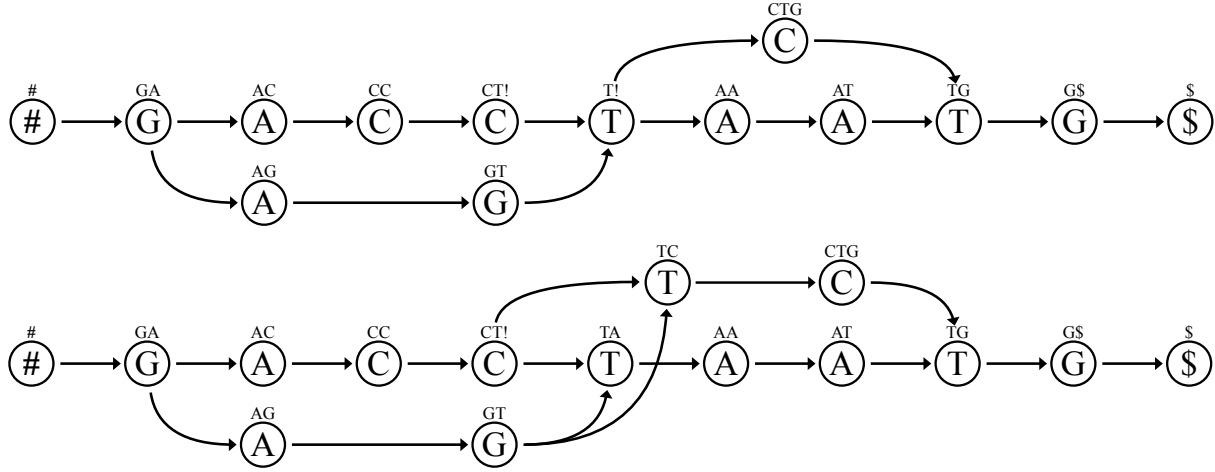 CTG
C
# GA AC CC CT! T! AA AT TG G$ $
# G A C C T A A T G $
AG GT
A G
TC CTG
T C
# GA AC CC CT! TA AA AT TG G$ $
# G A C C T A A T G $
AG GT
A G